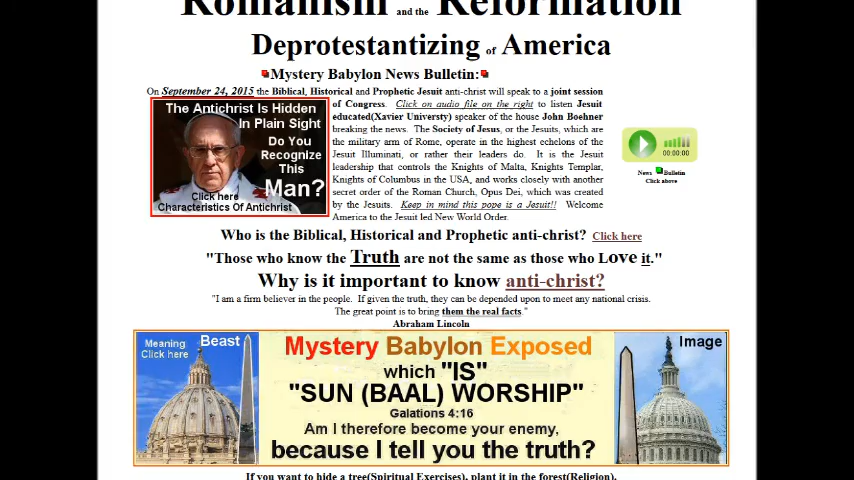 Romanism and the Reformation
Deprotestantizing of America
Mystery Babylon News Bulletin:
On September 24, 2015 the Biblical, Historical and Prophetic Jesuit anti-christ will speak to a joint session
of Congress. Click on audio file on the right to listen Jesuit
educated(Xavier Universty) speaker of the house John Boehner
breaking the news. The Society of Jesus, or the Jesuits, which are
the military arm of Rome, operate in the highest echelons of the
Jesuit Illuminati, or rather their leaders do. It is the Jesuit
leadership that controls the Knights of Malta, Knights Templar,
Knights of Columbus in the USA, and works closely with another
secret order of the Roman Church, Opus Dei, which was created
by the Jesuits. Keep in mind this pope is a Jesuit!! Welcome
America to the Jesuit led New World Order.
The Antichrist Is Hidden
In Plain Sight
Do You
Recognize
This
Man?
Click here
Characteristics Of Antichrist
00:00:00
News Bulletin
Click above
Who is the Biblical, Historical and Prophetic anti-christ? Click here
"Those who know the Truth are not the same as those who Love it."
Why is it important to know anti-christ?
"I am a firm believer in the people. If given the truth, they can be depended upon to meet any national crisis.
The great point is to bring them the real facts."
Abraham Lincoln
Meaning
Click here
Beast
Mystery Babylon Exposed
which "IS"
"SUN (BAAL) WORSHIP"
Galations 4:16
Am I therefore become your enemy,
because I tell you the truth?
Image
If you want to hide a tree(Spiritual Exercises), plant it in the forest(Religion).